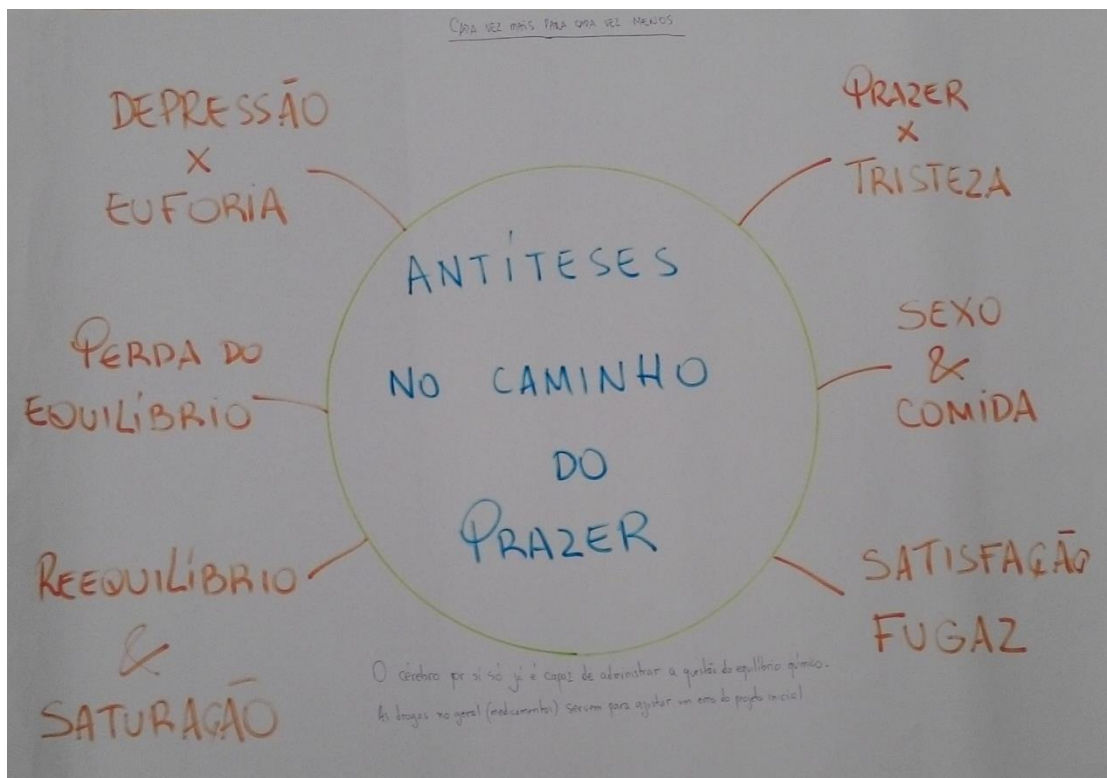 CADA VEZ MAIS PARA CADA VEZ MENOS
DEPRESSÃO
X
EUFORIA
PRAZER
X
TRISTEZA
ANTÍTESES
NO CAMINHO
DO
PRAZER
PERDA DO
EQUILÍBRIO
SEXO
&
COMIDA
REEQUILÍBRIO
&
SATURAÇÃO
SATISFAÇÃO
FUGAZ
O cérebro por si só já é capaz de administrar a questão do equilíbrio químico.
As drogas no geral (medicamentos) servem para ajustar um erro do projeto inicial